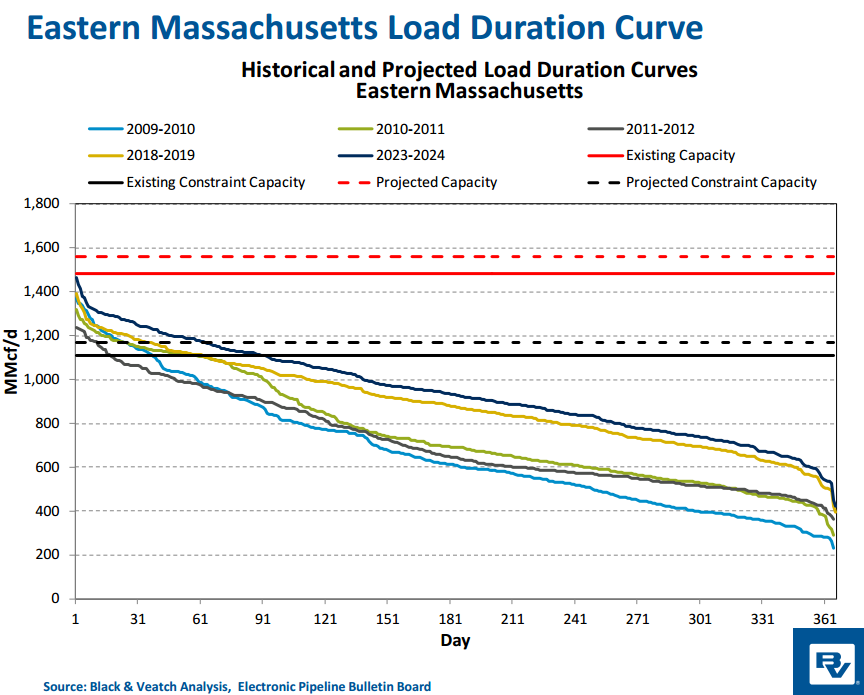 Eastern Massachusetts Load Duration Curve
Historical and Projected Load Duration Curves
Eastern Massachusetts
2009-2010 2010-2011 2011-2012
2018-2019 2023-2024 Existing Capacity
Existing Constraint Capacity Projected Capacity Projected Constraint Capacity
MMcf/d
1,800
1,600
1,400
1,200
1,000
800
600
400
200
0
1 31 61 91 121 151 181 211 241 271 301 331 361
Day
BV
Source: Black & Veatch Analysis, Electronic Pipeline Bulletin Board